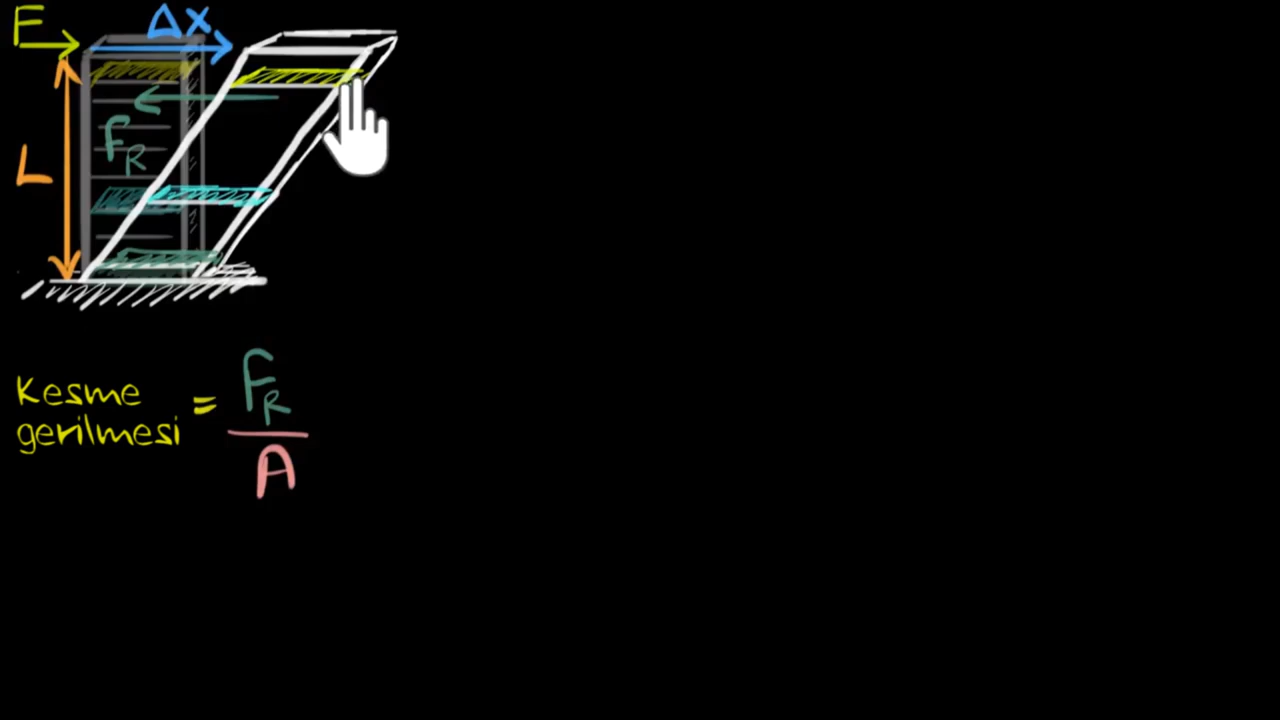 F
Δx
L
F_R
Kesme
gerilmesi
= F_R
A